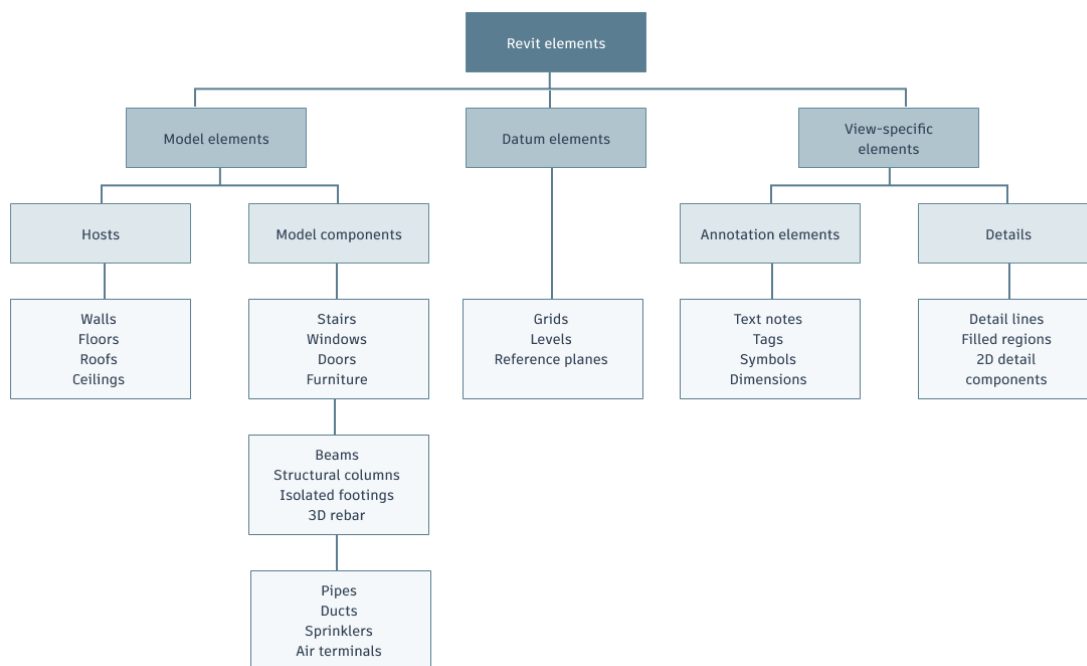 Revit elements
Model elements
Datum elements
View-specific
elements
Hosts
Model components
Annotation elements
Details
Walls
Floors
Roofs
Ceilings
Stairs
Windows
Doors
Furniture
Grids
Levels
Reference planes
Text notes
Tags
Symbols
Dimensions
Detail lines
Filled regions
2D detail
components
Beams
Structural columns
Isolated footings
3D rebar
Pipes
Ducts
Sprinklers
Air terminals